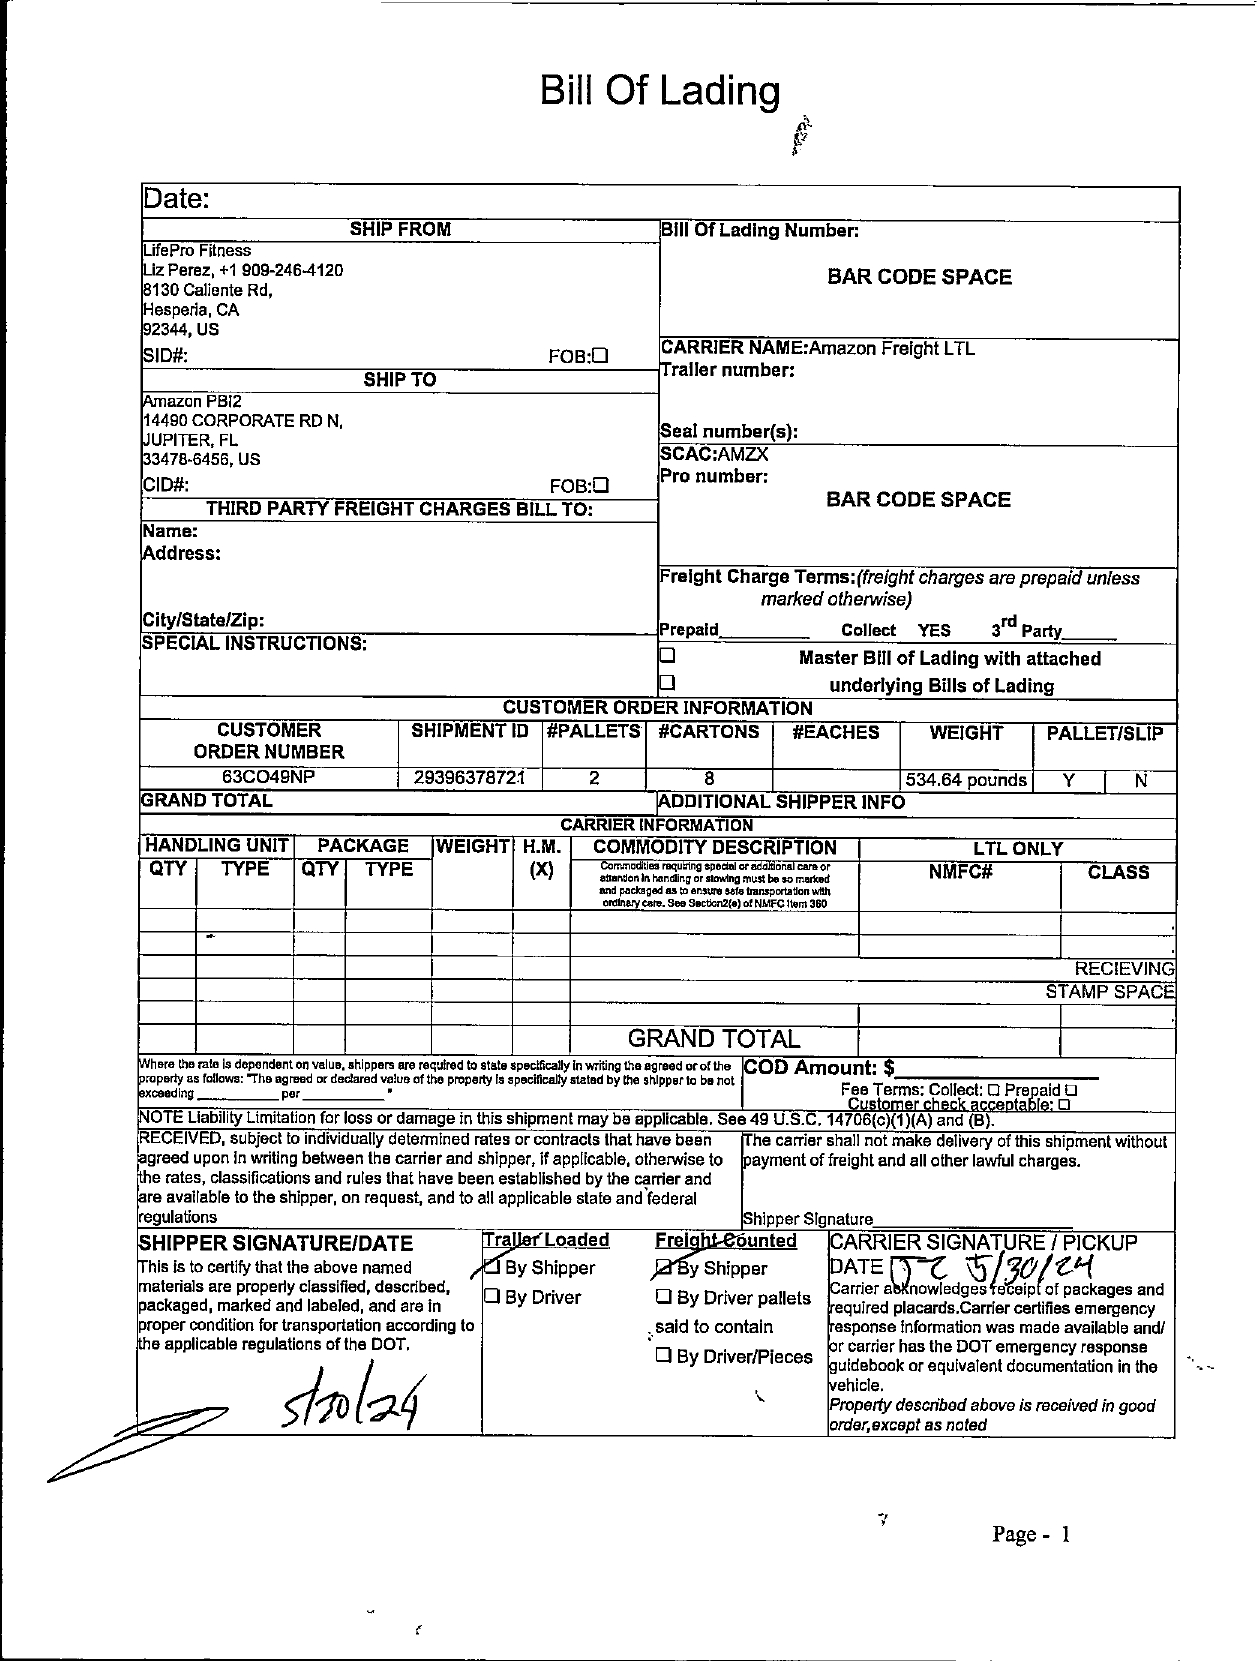 Bill Of Lading
Date:
SHIP FROM
LifePro Fitness
Liz Perez, +1 909-246-4120
8130 Caliente Rd,
Hesperia, CA
92344, US
SID#: FOB:☐
SHIP TO
Amazon PBI2
14490 CORPORATE RD N,
JUPITER, FL
33478-6456, US
CID#: FOB:☐
THIRD PARTY FREIGHT CHARGES BILL TO:
Name:
Address:
City/State/Zip:
SPECIAL INSTRUCTIONS:
Bill Of Lading Number:
BAR CODE SPACE
CARRIER NAME:Amazon Freight LTL
Trailer number:
Seal number(s):
SCAC:AMZX
Pro number:
BAR CODE SPACE
Freight Charge Terms:(freight charges are prepaid unless
marked otherwise)
Prepaid__________ Collect YES 3rd Party______
☐ Master Bill of Lading with attached
☐ underlying Bills of Lading
CUSTOMER ORDER INFORMATION
CUSTOMER ORDER NUMBER SHIPMENT ID #PALLETS #CARTONS #EACHES WEIGHT PALLET/SLIP
63CO49NP 29396378721 2 8 534.64 pounds Y N
GRAND TOTAL ADDITIONAL SHIPPER INFO
CARRIER INFORMATION
HANDLING UNIT PACKAGE WEIGHT H.M. COMMODITY DESCRIPTION LTL ONLY
QTY TYPE QTY TYPE (X) NMFC# CLASS
Commodities requiring special or additional care or
attention in handling or stowing must be so marked
and packaged as to ensure safe transportation with
ordinary care. See Section2(e) of NMFC Item 360
RECIEVING
STAMP SPACE
GRAND TOTAL
Where the rate is dependent on value, shippers are required to state specifically in writing the agreed or of the
property as follows: "The agreed or declared value of the property is specifically stated by the shipper to be not
exceeding __________ per __________ "
COD Amount: $____________________
Fee Terms: Collect: ☐ Prepaid ☐
Customer check acceptable: ☐
NOTE Liability Limitation for loss or damage in this shipment may be applicable. See 49 U.S.C. 14706(c)(1)(A) and (B).
RECEIVED, subject to individually determined rates or contracts that have been
agreed upon in writing between the carrier and shipper, if applicable, otherwise to
the rates, classifications and rules that have been established by the carrier and
are available to the shipper, on request, and to all applicable state and federal
regulations
The carrier shall not make delivery of this shipment without
payment of freight and all other lawful charges.
Shipper Signature____________________
SHIPPER SIGNATURE/DATE
This is to certify that the above named
materials are properly classified, described,
packaged, marked and labeled, and are in
proper condition for transportation according to
the applicable regulations of the DOT.
5/30/24
Trailer Loaded
☐ By Shipper
☐ By Driver
Freight Counted
☐ By Shipper
☐ By Driver pallets
said to contain
☐ By Driver/Pieces
CARRIER SIGNATURE / PICKUP
DATE 5/30/24
Carrier acknowledges receipt of packages and
required placards.Carrier certifies emergency
response information was made available and/
or carrier has the DOT emergency response
guidebook or equivalent documentation in the
vehicle.
Property described above is received in good
order,except as noted
Page - 1